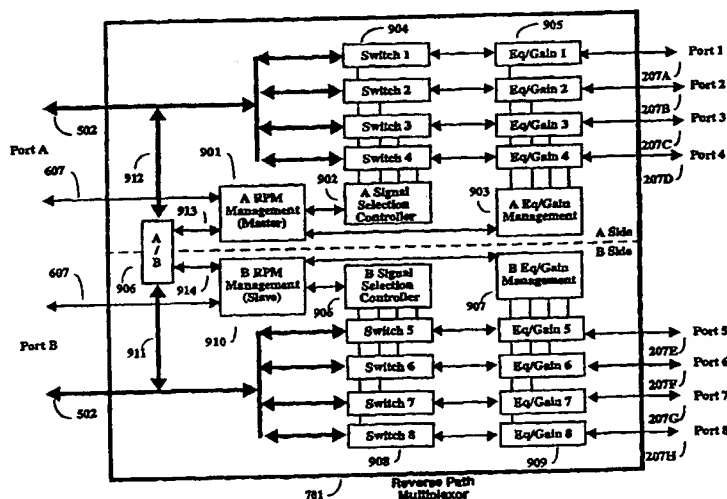 904
905
Switch 1
Eq/Gain 1
Port 1
207A
Switch 2
Eq/Gain 2
Port 2
207B
502
Switch 3
Eq/Gain 3
Port 3
207C
Port A
912
901
Switch 4
Eq/Gain 4
Port 4
207D
607
902
913
A RPM
Management
(Master)
A Signal
Selection
Controller
903
A Eq/Gain
Management
A Side
A
/
B
B Side
607
906
914
B RPM
Management
(Slave)
B Signal
Selection
Controller
906
907
B Eq/Gain
Management
Port B
911
910
Switch 5
Eq/Gain 5
Port 5
207E
Switch 6
Eq/Gain 6
Port 6
207F
502
Switch 7
Eq/Gain 7
Port 7
207G
Switch 8
Eq/Gain 8
Port 8
207H
908
909
781
Reverse Path
Multiplexor